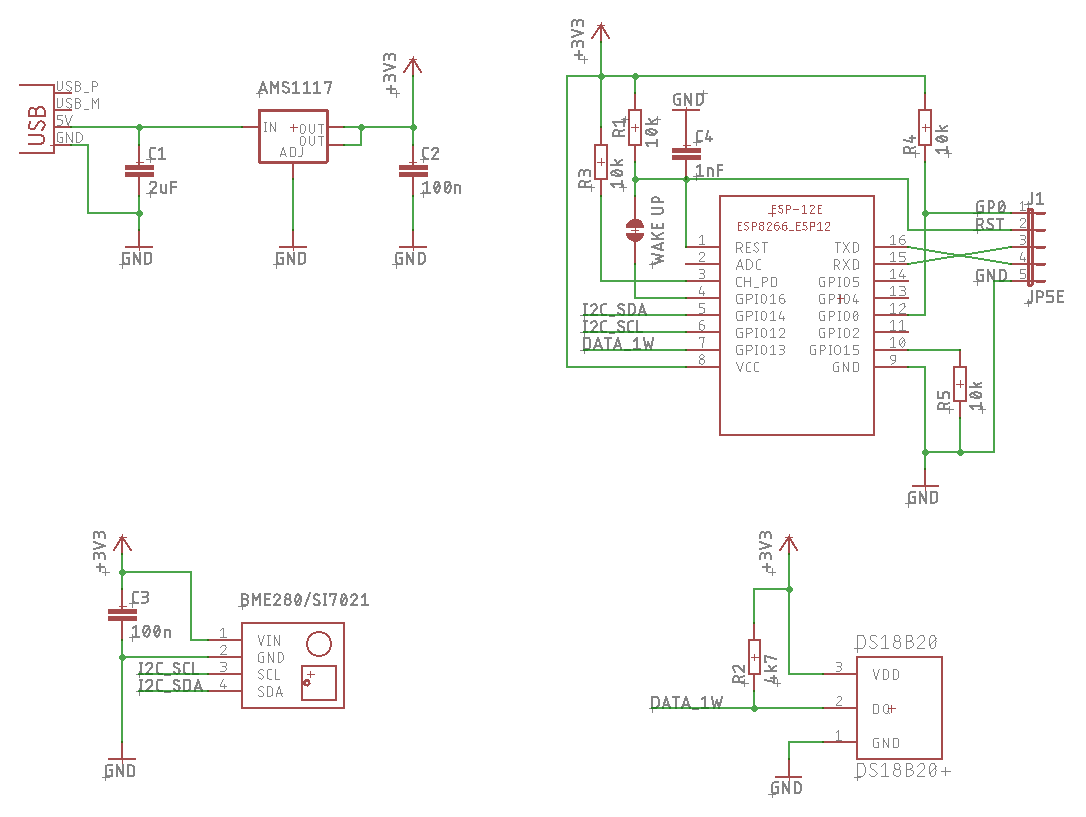 USB
USB_P
USB_M
5V
GND
C1
2uF
GND
AMS1117
IN
+OUT
OUT
ADJ
GND
+3V3
C2
100n
GND
+3V3
R3
10k
R1
10k
GND
C4
1nF
WAKE UP
R4
10k
ESP-12E
ESP8266_ESP12
1 REST
2 ADC
3 CH_PD
4 GPIO16
I2C_SDA 5 GPIO14
I2C_SCL 6 GPIO12
DATA_1W 7 GPIO13
8 VCC
TXD 16
RXD 15
GPIO5 14
GPIO4 13
GPIO0 12
GPIO2 11
GPIO15 10
GND 9
J1
GP0 1
RST 2
3
4
GND 5
JP5E
R5
10k
GND
+3V3
C3
100n
BME280/SI7021
1 VIN
2 GND
I2C_SCL 3 SCL
I2C_SDA 4 SDA
GND
+3V3
R2
4k7
DS18B20
3 VDD
DATA_1W 2 DQ
1 GND
GND
DS18B20+